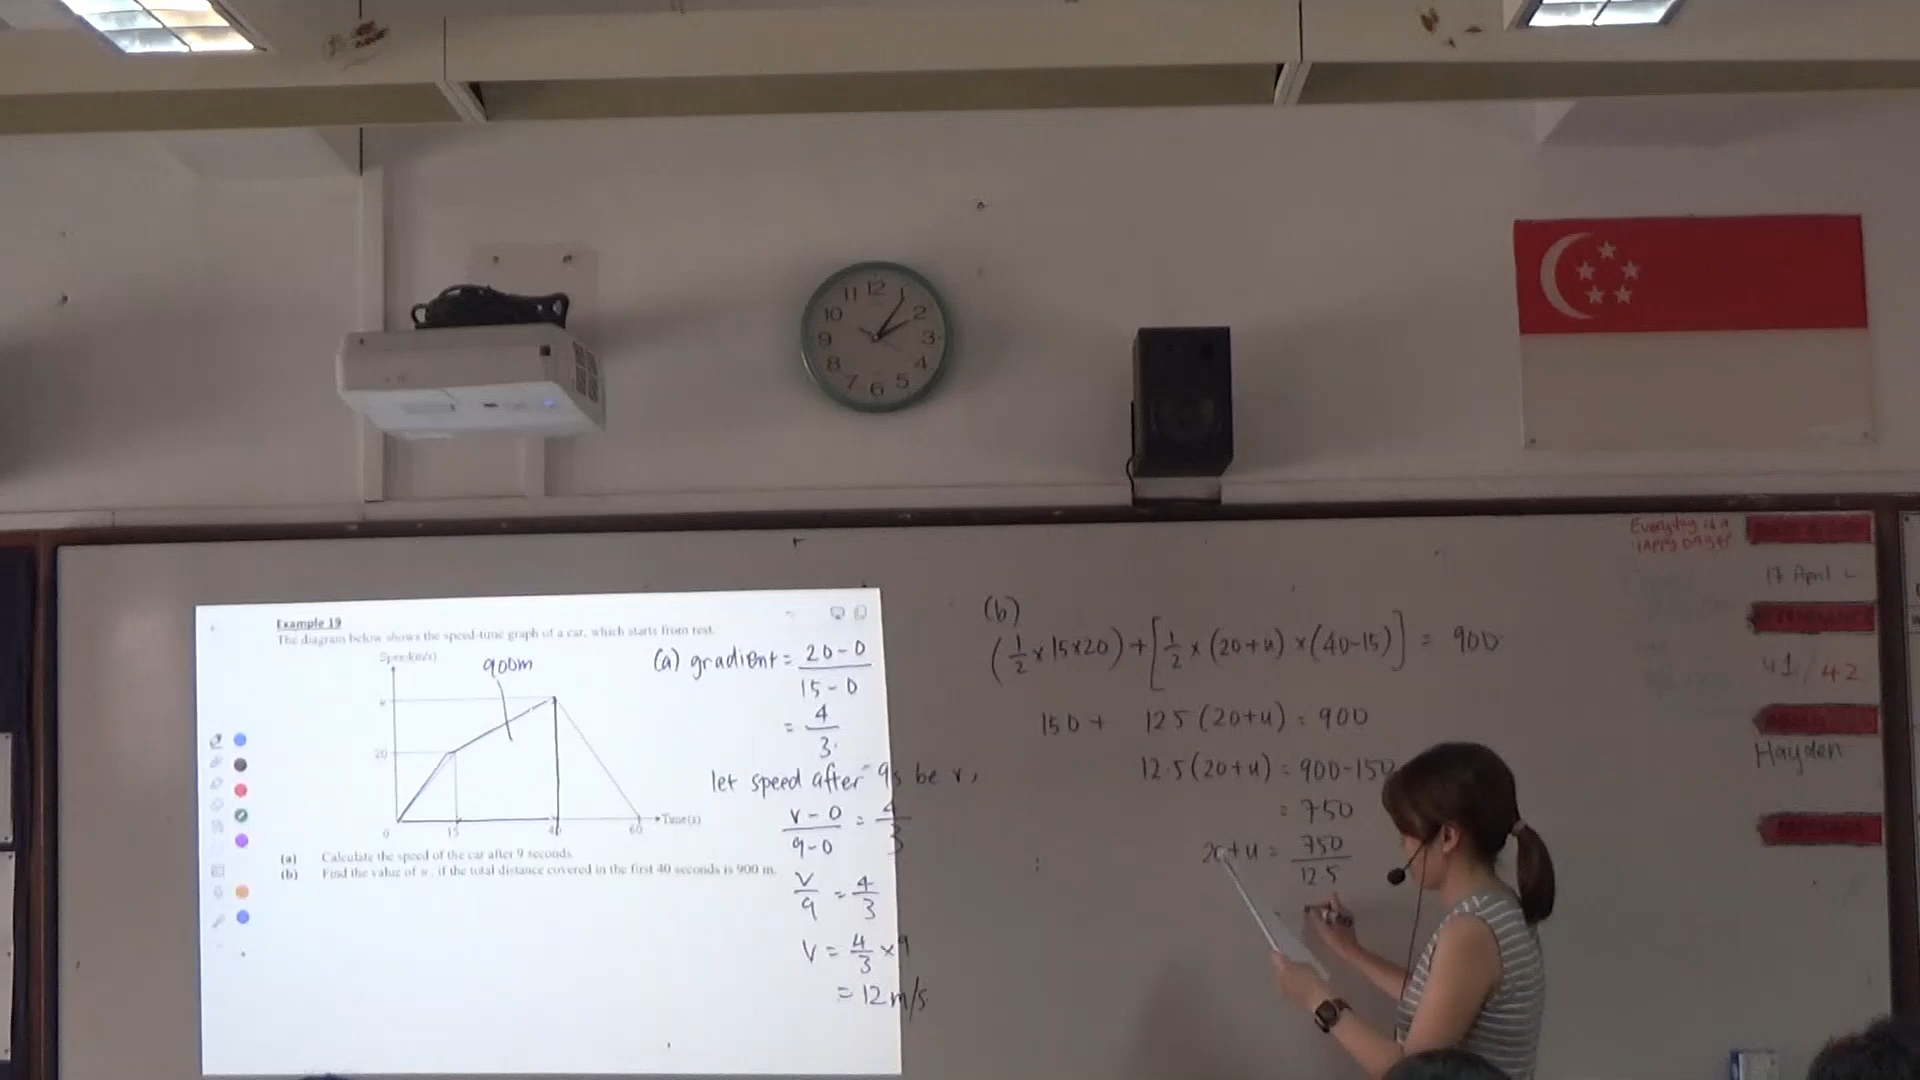 Example 19
The diagram below shows the speed-time graph of a car, which starts from rest.
Speed(m/s)
900m
u
20
0
15
40
60
Time(s)
(a) Calculate the speed of the car after 9 seconds.
(b) Find the value of u, if the total distance covered in the first 40 seconds is 900 m.
(a) gradient = 20-0
15-0
= 4
3
let speed after 9s be v,
v-0 = 4
9-0 3
v = 4
9 3
V = 4/3 x 9
= 12 m/s
(b)
(1/2 x 15 x 20) + [1/2 x (20+u) x (40-15)] = 900
150 + 12.5 (20+u) = 900
12.5 (20+u) = 900-150
= 750
20+u = 750
12.5
11 12 1
10 2
9 3
8 4
7 6 5
Everyday is a
HAPPY DAYS!
17 April
41/42
Hayden